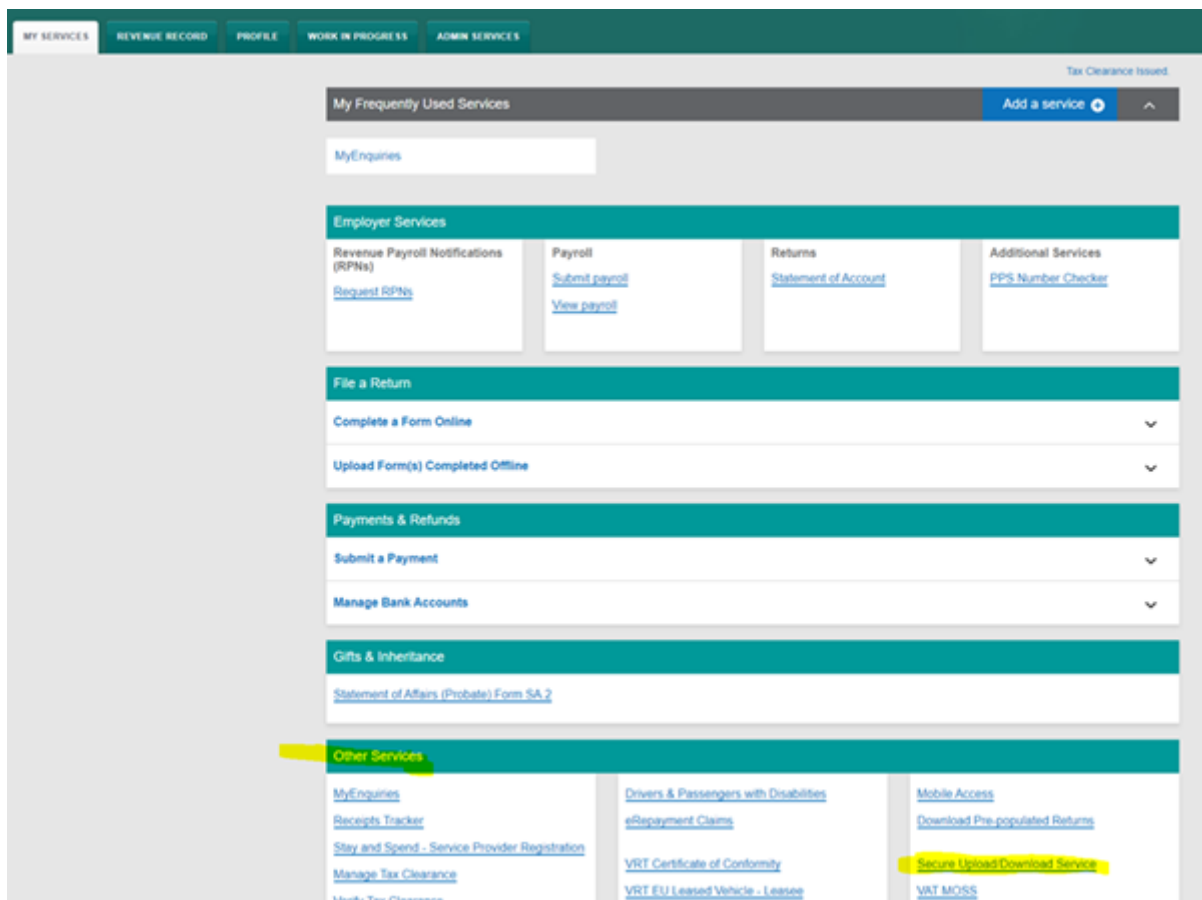 MY SERVICES
REVENUE RECORD
PROFILE
WORK IN PROGRESS
ADMIN SERVICES
Tax Clearance Issued.
My Frequently Used Services
Add a service
MyEnquiries
Employer Services
Revenue Payroll Notifications
(RPNs)
Request RPNs
Payroll
Submit payroll
View payroll
Returns
Statement of Account
Additional Services
PPS Number Checker
File a Return
Complete a Form Online
Upload Form(s) Completed Offline
Payments & Refunds
Submit a Payment
Manage Bank Accounts
Gifts & Inheritance
Statement of Affairs (Probate) Form SA.2
Other Services
MyEnquiries
Receipts Tracker
Stay and Spend - Service Provider Registration
Manage Tax Clearance
Verify Tax Clearance
Drivers & Passengers with Disabilities
eRepayment Claims
VRT Certificate of Conformity
VRT EU Leased Vehicle - Leasee
Mobile Access
Download Pre-populated Returns
Secure Upload/Download Service
VAT MOSS